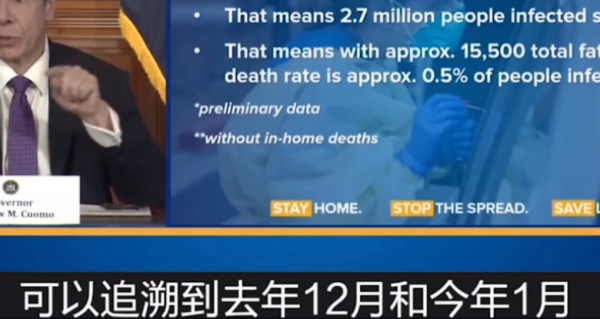 • That means 2.7 million people infected s
• That means with approx. 15,500 total fat
death rate is approx. 0.5% of people infe
*preliminary data
**without in-home deaths
overnor
w M. Cuomo
STAY HOME. STOP THE SPREAD. SAVE L
可以追溯到去年12月和今年1月